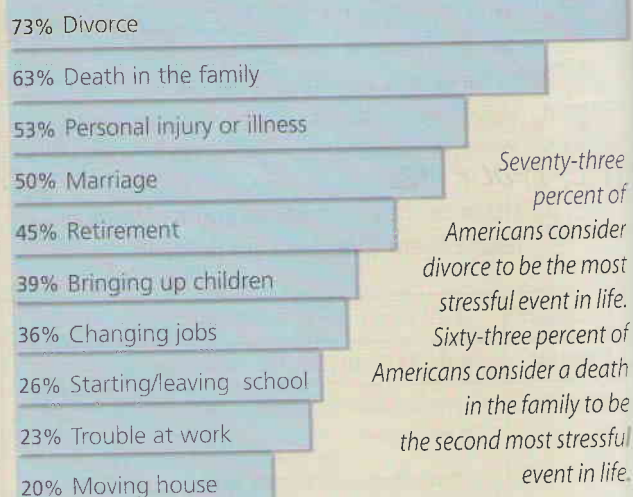 73% Divorce
63% Death in the family
53% Personal injury or illness
50% Marriage
45% Retirement
39% Bringing up children
36% Changing jobs
26% Starting/leaving school
23% Trouble at work
20% Moving house
Seventy-three
percent of
Americans consider
divorce to be the most
stressful event in life.
Sixty-three percent of
Americans consider a death
in the family to be
the second most stressful
event in life.